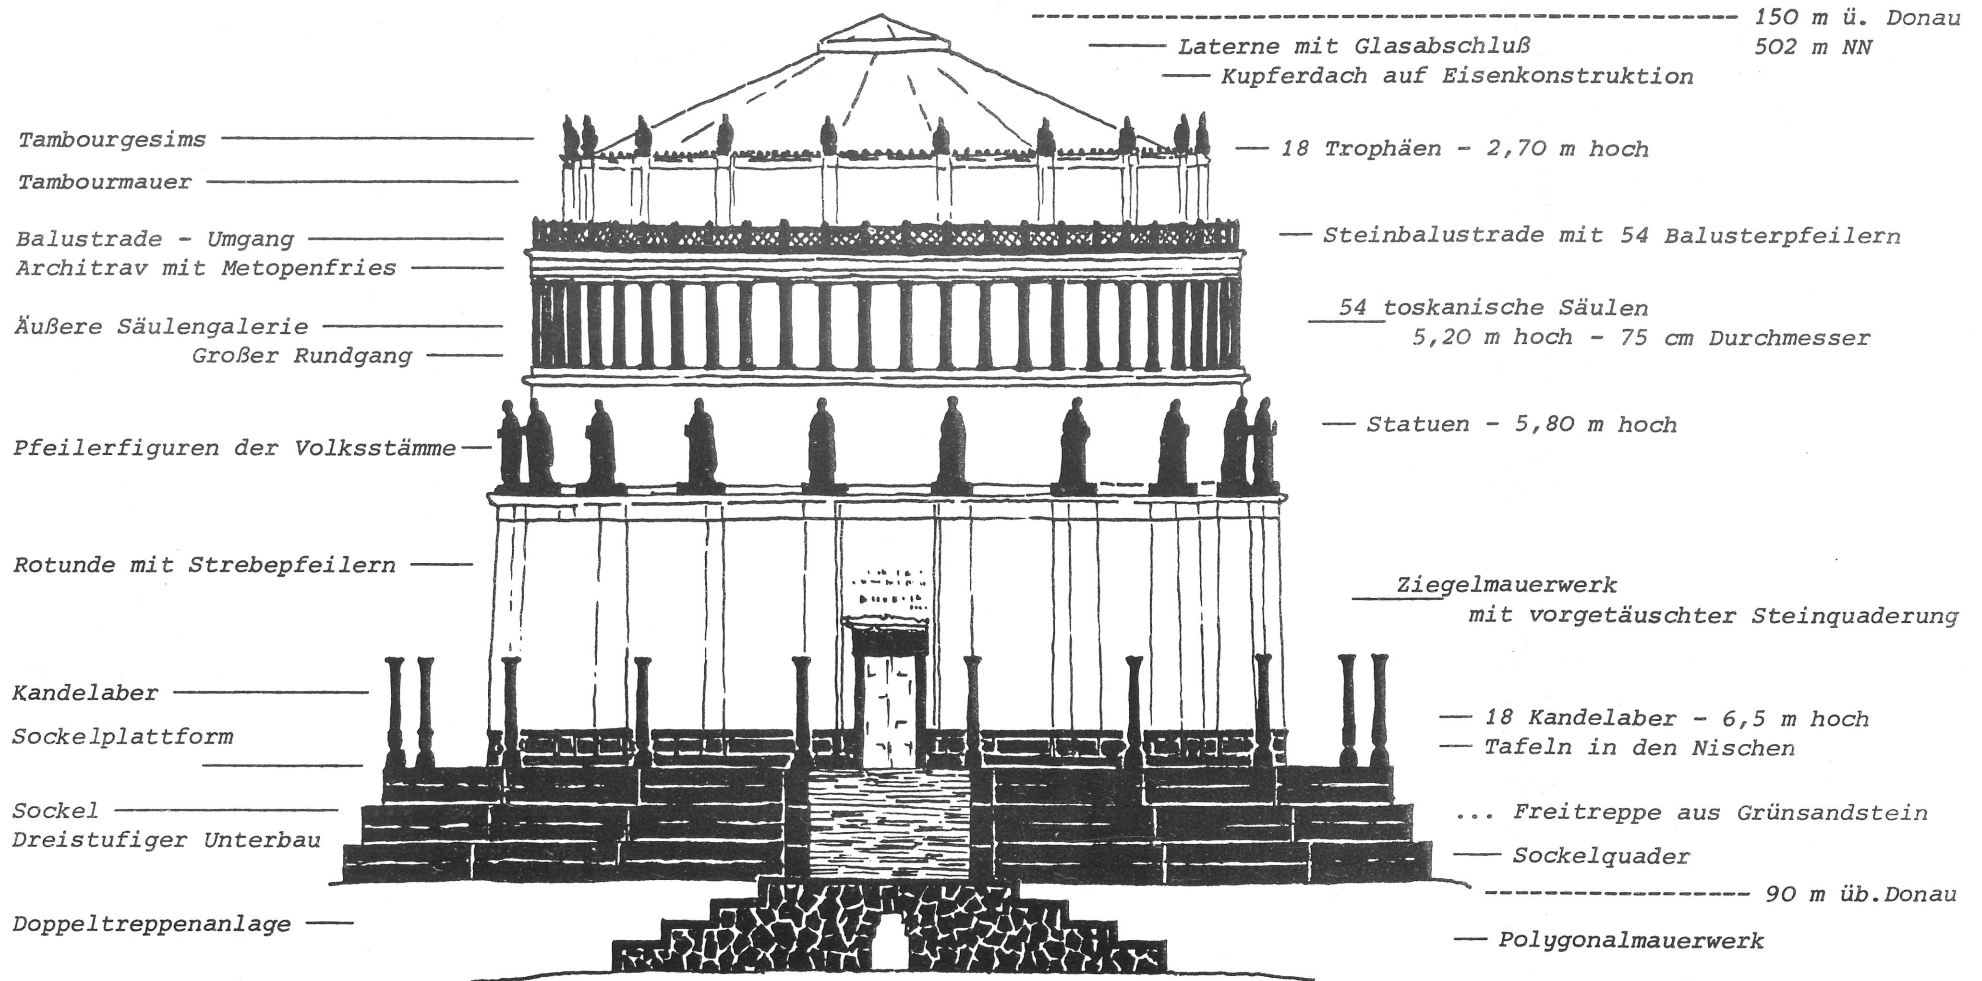 150 m ü. Donau
Laterne mit Glasabschluß
502 m NN
Kupferdach auf Eisenkonstruktion
Tambourgesims
18 Trophäen - 2,70 m hoch
Tambourmauer
Balustrade - Umgang
Steinbalustrade mit 54 Balusterpfeilern
Architrav mit Metopenfries
54 toskanische Säulen
Äußere Säulengalerie
5,20 m hoch - 75 cm Durchmesser
Großer Rundgang
Statuen - 5,80 m hoch
Pfeilerfiguren der Volksstämme
Rotunde mit Strebepfeilern
Ziegelmauerwerk
mit vorgetäuschter Steinquaderung
Kandelaber
18 Kandelaber - 6,5 m hoch
Sockelplattform
Tafeln in den Nischen
Sockel
Freitreppe aus Grünsandstein
Dreistufiger Unterbau
Sockelquader
90 m üb.Donau
Doppeltreppenanlage
Polygonalmauerwerk